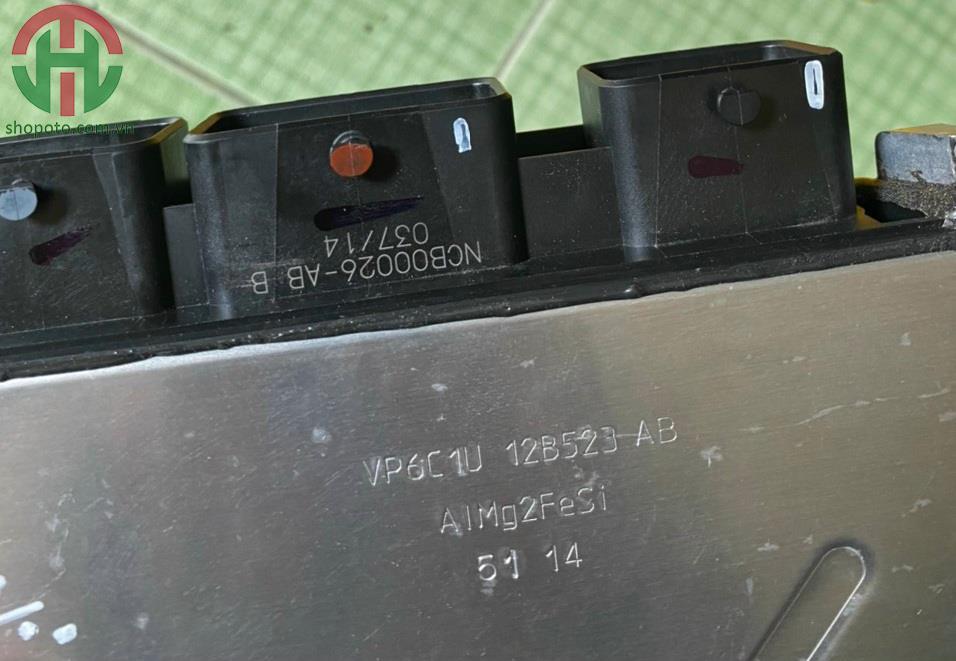 shopoto.com.vn
NCB00026-AB B
037/14
VP6C1U 12B523-AB
AlMg2FeSi
51 14